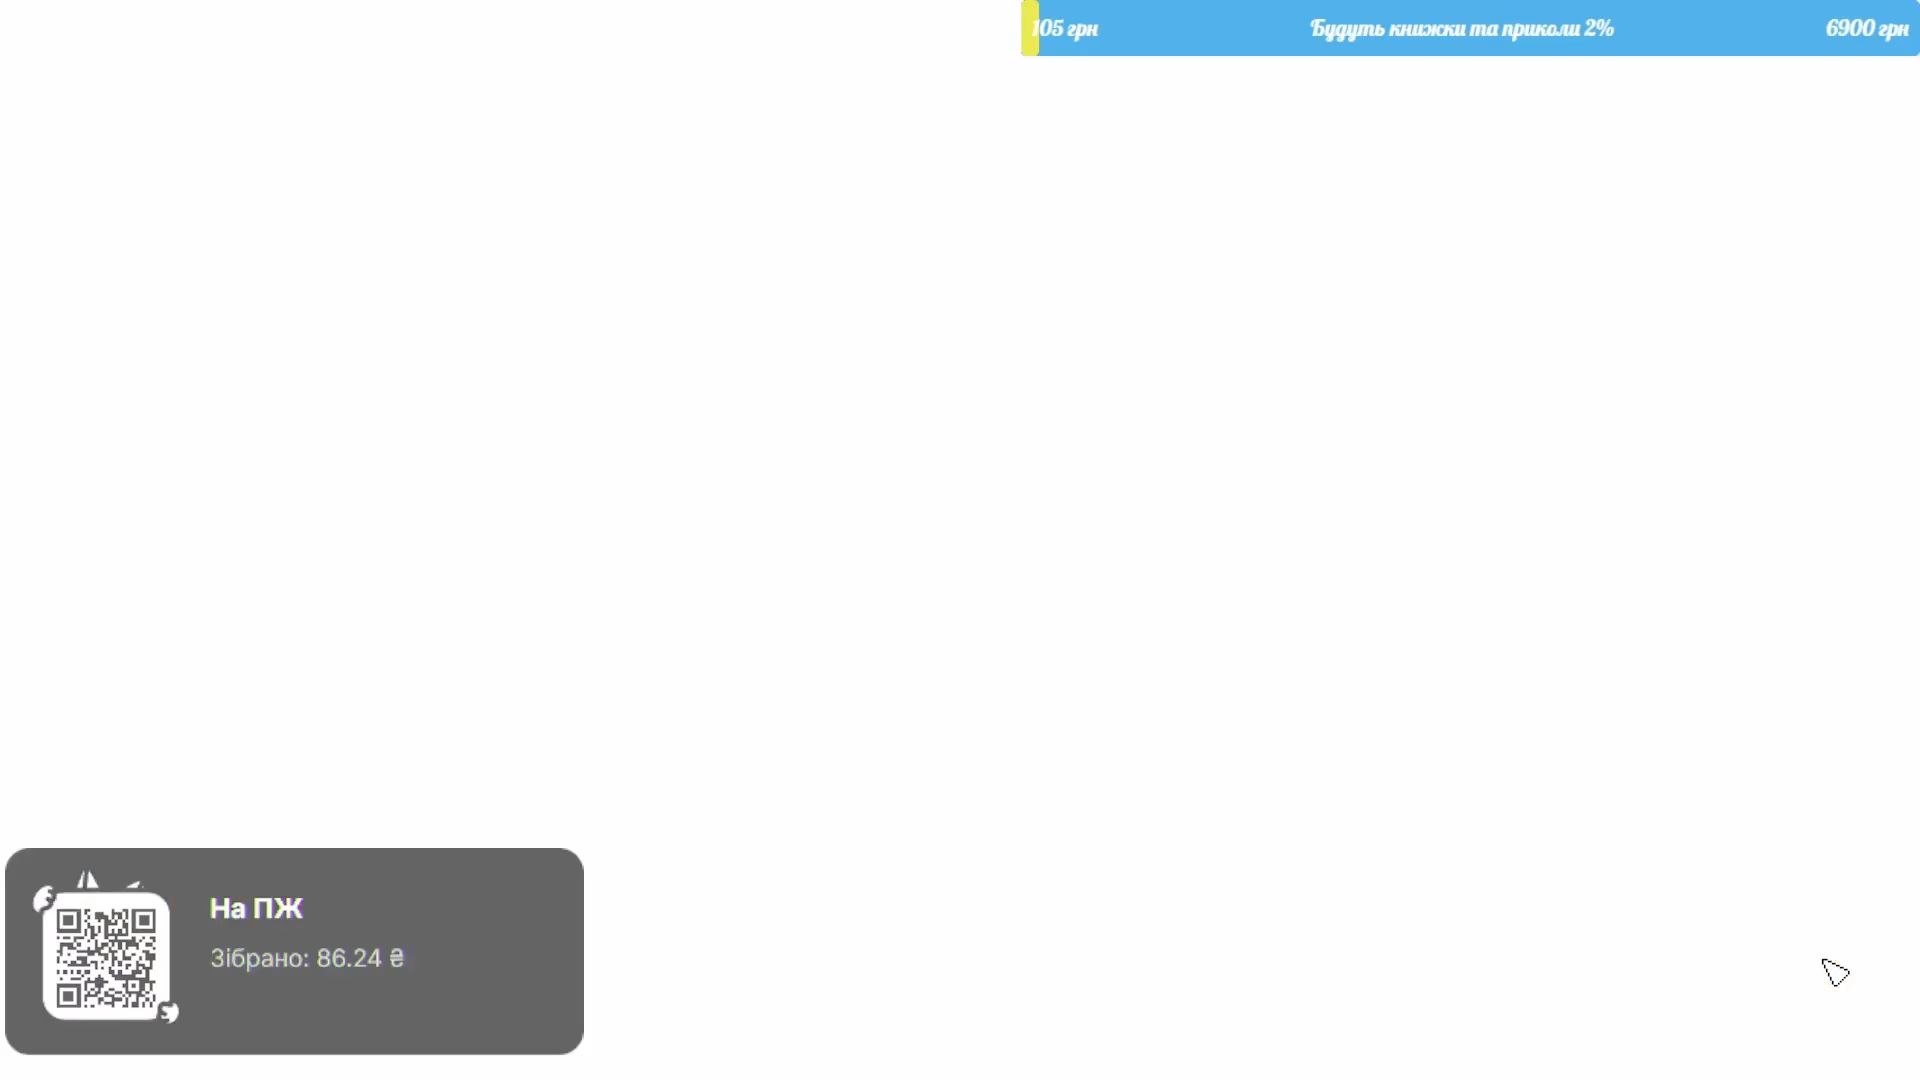 105 грн Будуть книжки та приколи 2% 6900 грн
На ПЖ
Зібрано: 86.24 ₴